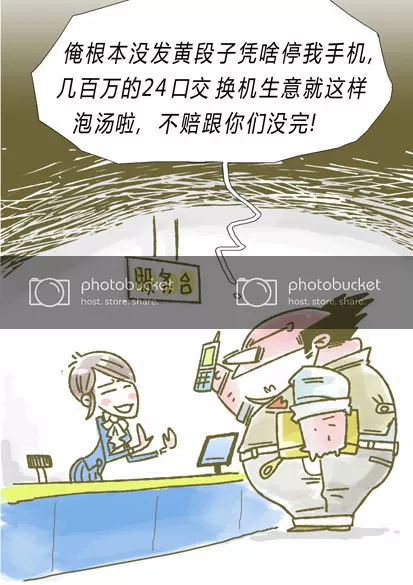 俺根本没发黄段子凭啥停我手机，
几百万的24口交 换机生意就这样
泡汤啦， 不赔跟你们没完！
服务台
photobucket
host. store. share.
photobucket
host. store. share.